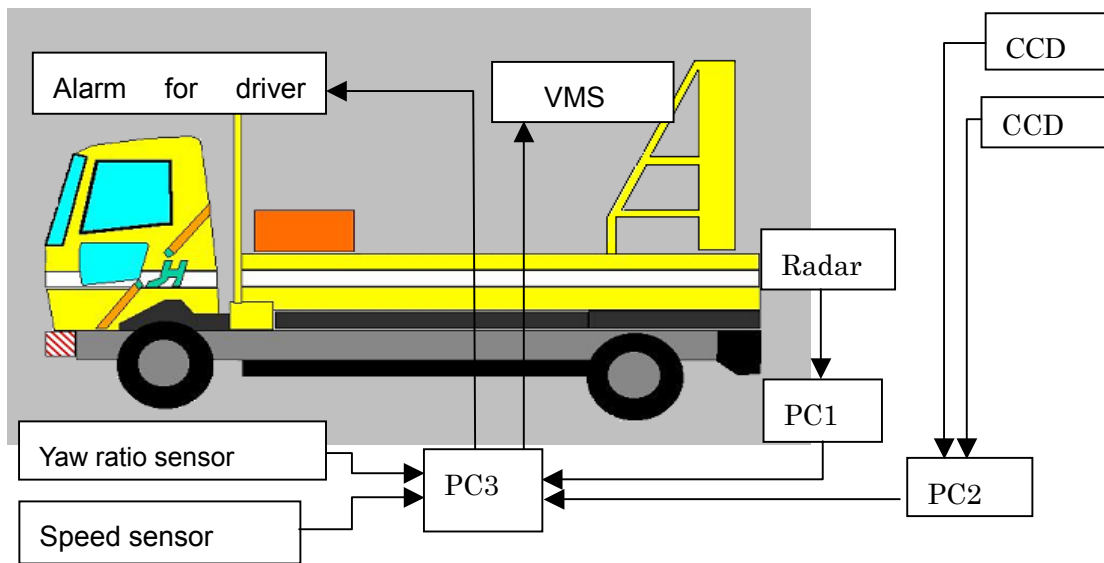 CCD
Alarm for driver
VMS
CCD
Radar
PC1
Yaw ratio sensor
PC3
PC2
Speed sensor